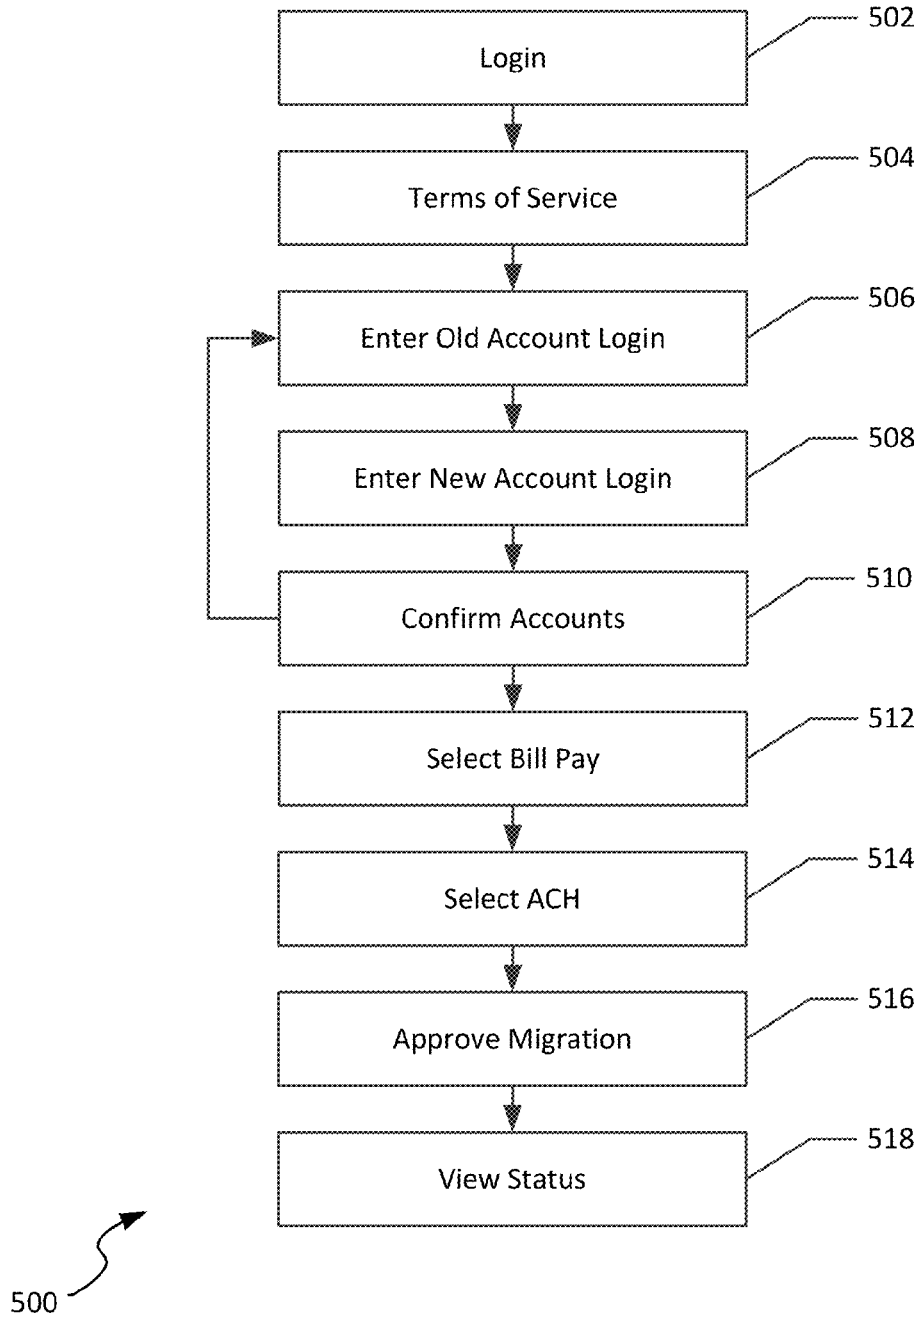 502
Login
504
Terms of Service
506
Enter Old Account Login
508
Enter New Account Login
510
Confirm Accounts
512
Select Bill Pay
514
Select ACH
516
Approve Migration
518
View Status
500